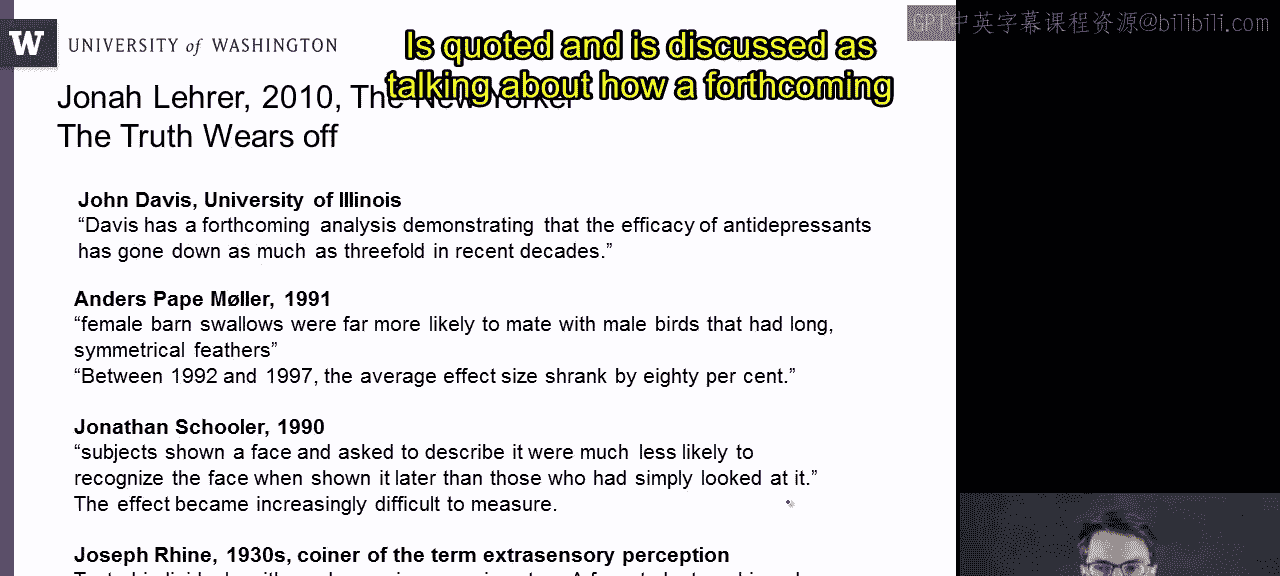 W UNIVERSITY of WASHINGTON
GPT中英字幕课程资源@bilibili.com
Is quoted and is discussed as
talking about how a forthcoming
Jonah Lehrer, 2010, The New Yorker
The Truth Wears off
John Davis, University of Illinois
“Davis has a forthcoming analysis demonstrating that the efficacy of antidepressants
has gone down as much as threefold in recent decades.”
Anders Pape Møller, 1991
“female barn swallows were far more likely to mate with male birds that had long,
symmetrical feathers”
“Between 1992 and 1997, the average effect size shrank by eighty per cent.”
Jonathan Schooler, 1990
“subjects shown a face and asked to describe it were much less likely to
recognize the face when shown it later than those who had simply looked at it.”
The effect became increasingly difficult to measure.
Joseph Rhine, 1930s, coiner of the term extrasensory perception